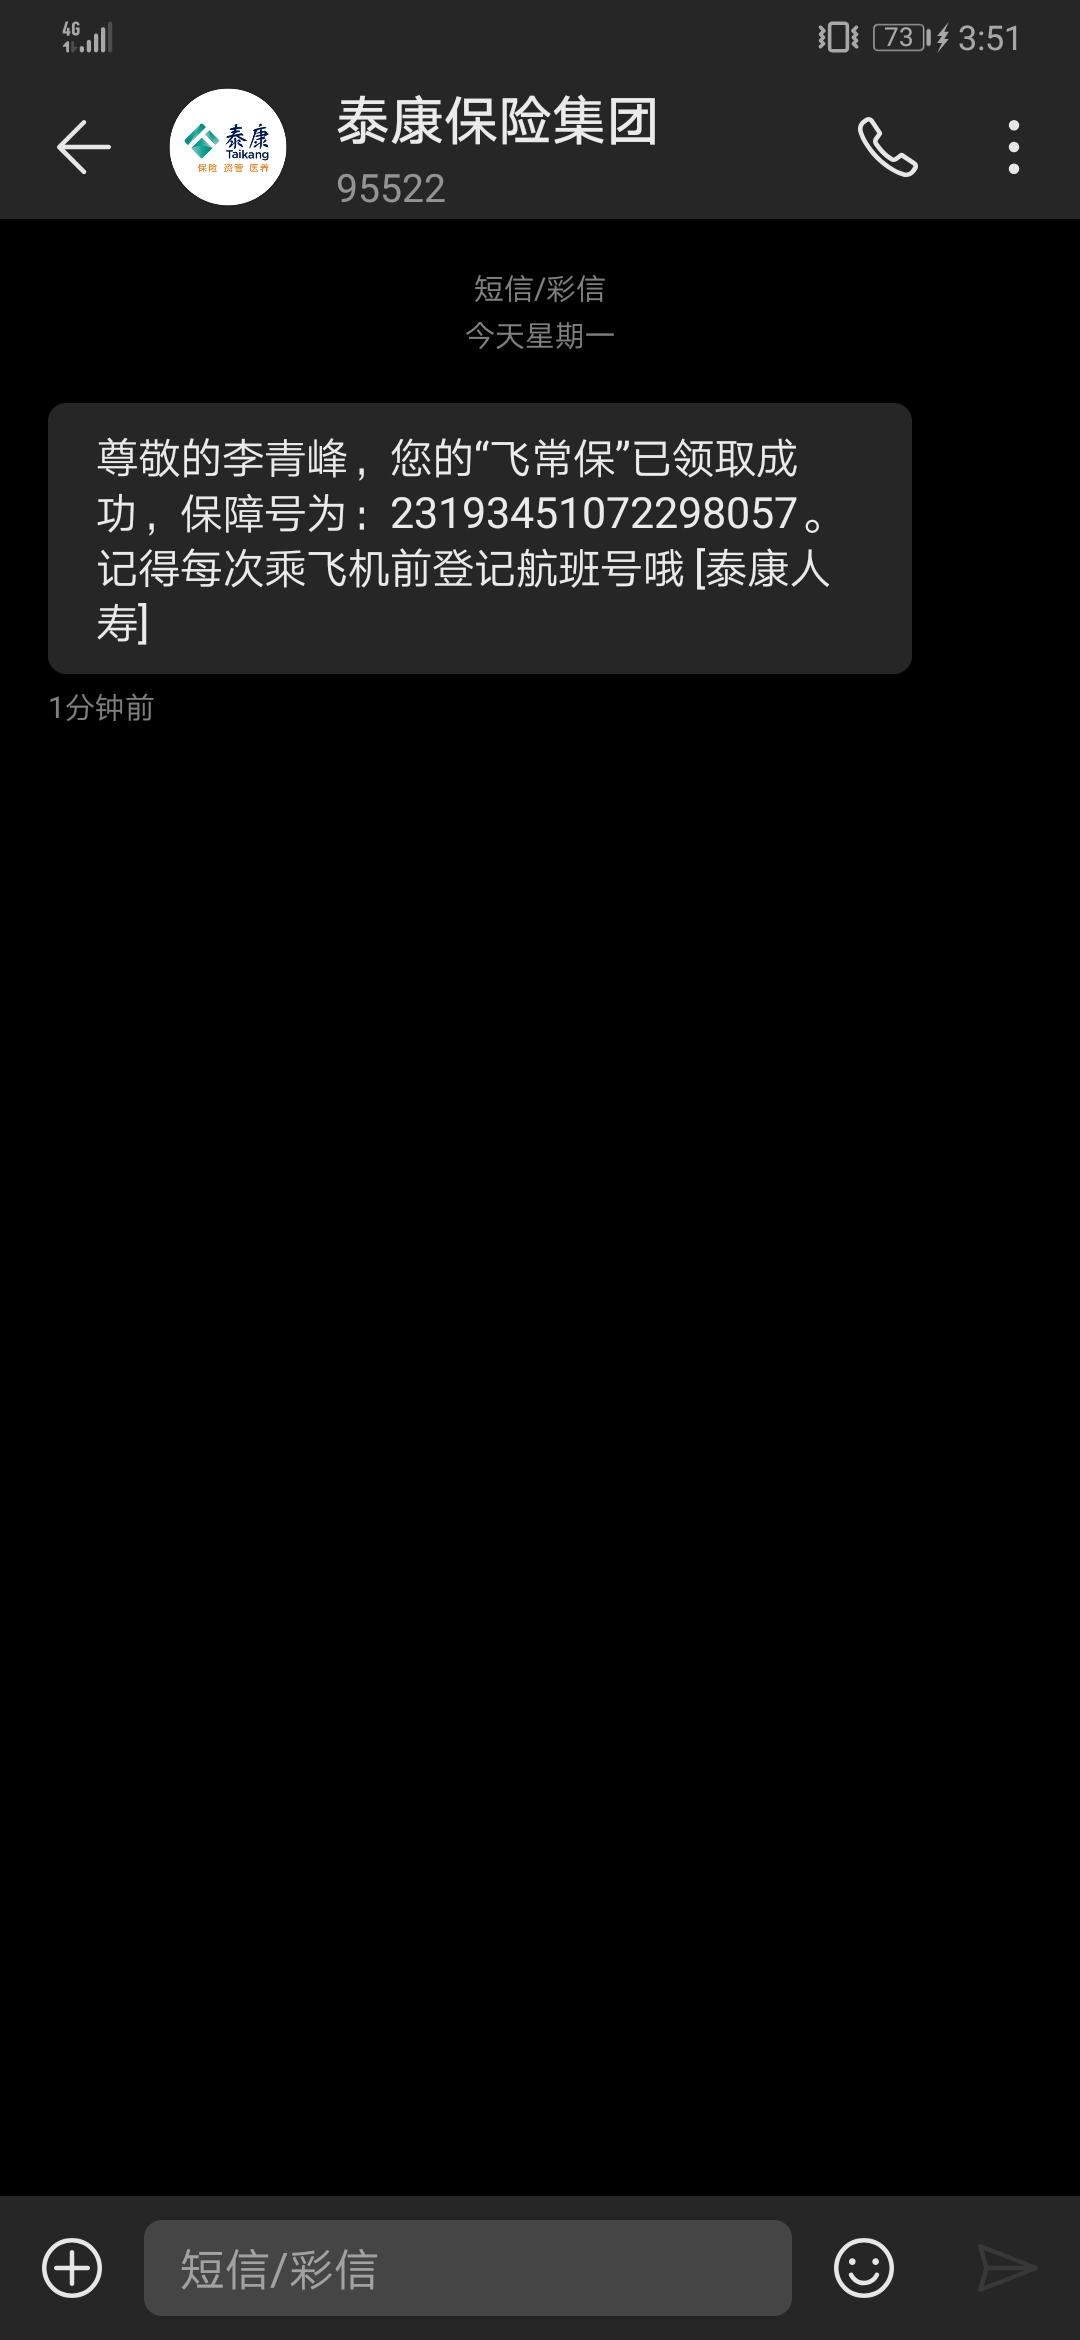 4G
73
3:51
泰康
Taikang
保险 资管 医养
泰康保险集团
95522
短信/彩信
今天星期一
尊敬的李青峰，您的“飞常保”已领取成
功，保障号为：23193451072298057。
记得每次乘飞机前登记航班号哦 [泰康人
寿]
1分钟前
短信/彩信